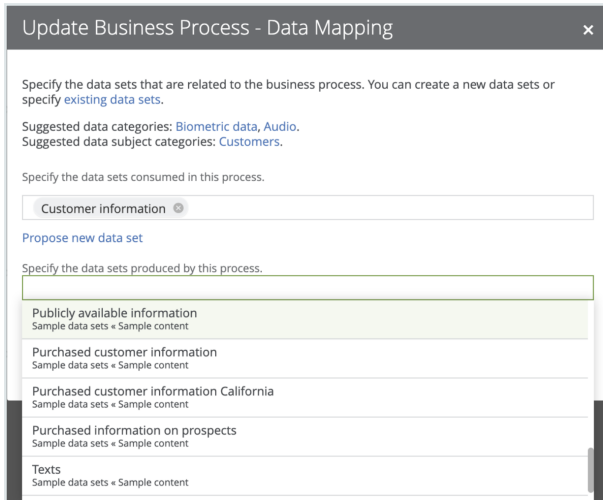 Update Business Process - Data Mapping
Specify the data sets that are related to the business process. You can create a new data sets or
specify existing data sets.
Suggested data categories: Biometric data, Audio.
Suggested data subject categories: Customers.
Specify the data sets consumed in this process.
Customer information
Propose new data set
Specify the data sets produced by this process.
Publicly available information
Sample data sets « Sample content
Purchased customer information
Sample data sets « Sample content
Purchased customer information California
Sample data sets « Sample content
Purchased information on prospects
Sample data sets « Sample content
Texts
Sample data sets « Sample content